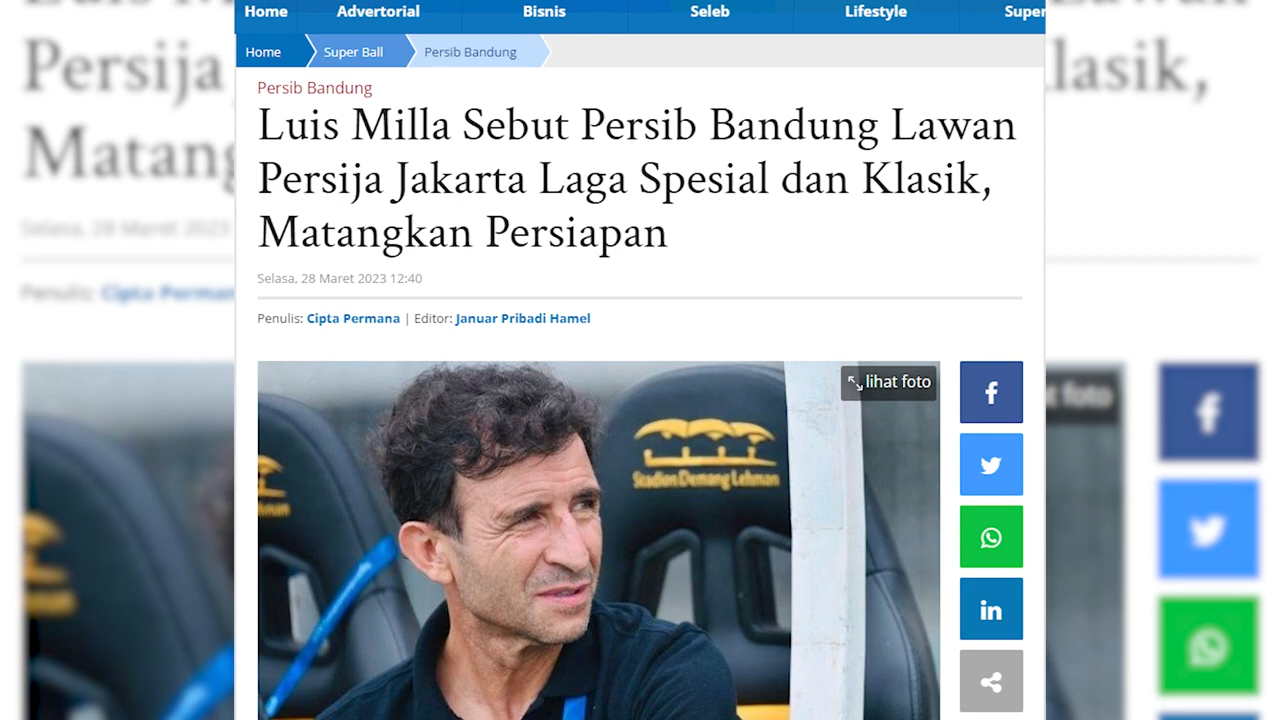 Home Advertorial Bisnis Seleb Lifestyle Super
Home Super Ball Persib Bandung
Persib Bandung
Luis Milla Sebut Persib Bandung Lawan
Persija Jakarta Laga Spesial dan Klasik,
Matangkan Persiapan
Selasa, 28 Maret 2023 12:40
Penulis: Cipta Permana | Editor: Januar Pribadi Hamel
lihat foto
Stadion Demang Lehman